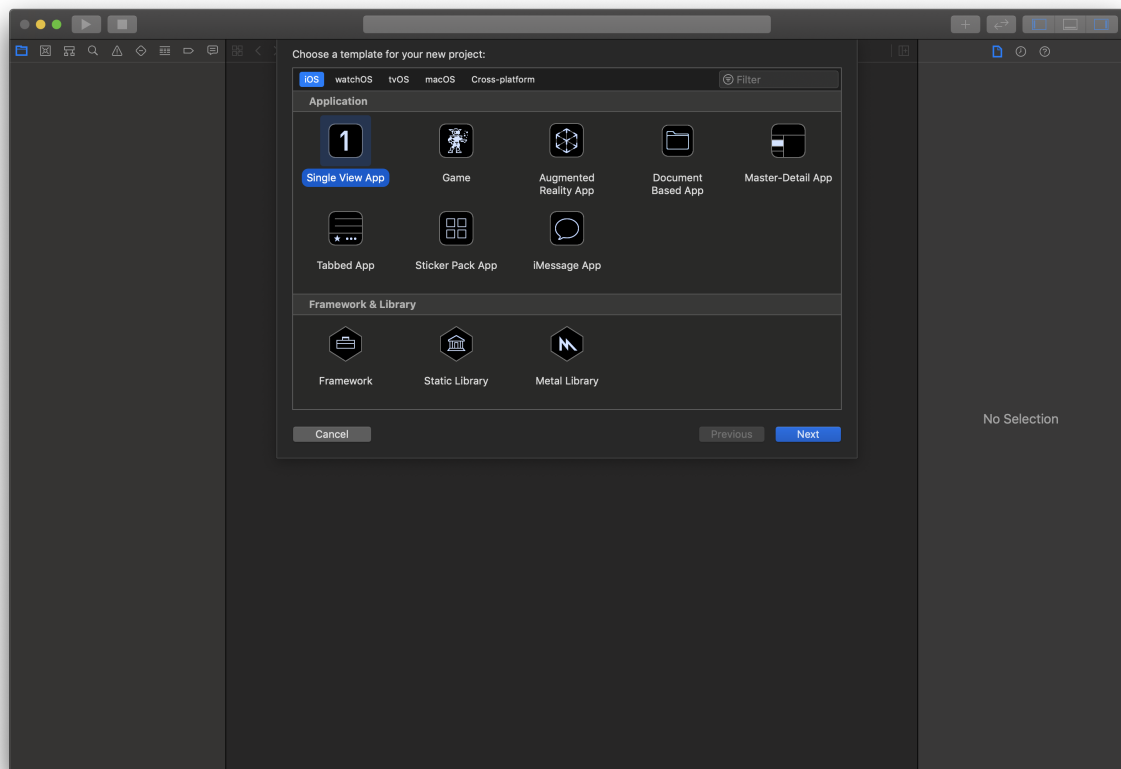 Choose a template for your new project:
iOS watchOS tvOS macOS Cross-platform Filter
Application
1
Single View App Game Augmented Reality App Document Based App Master-Detail App
Tabbed App Sticker Pack App iMessage App
Framework & Library
Framework Static Library Metal Library
No Selection
Cancel Previous Next